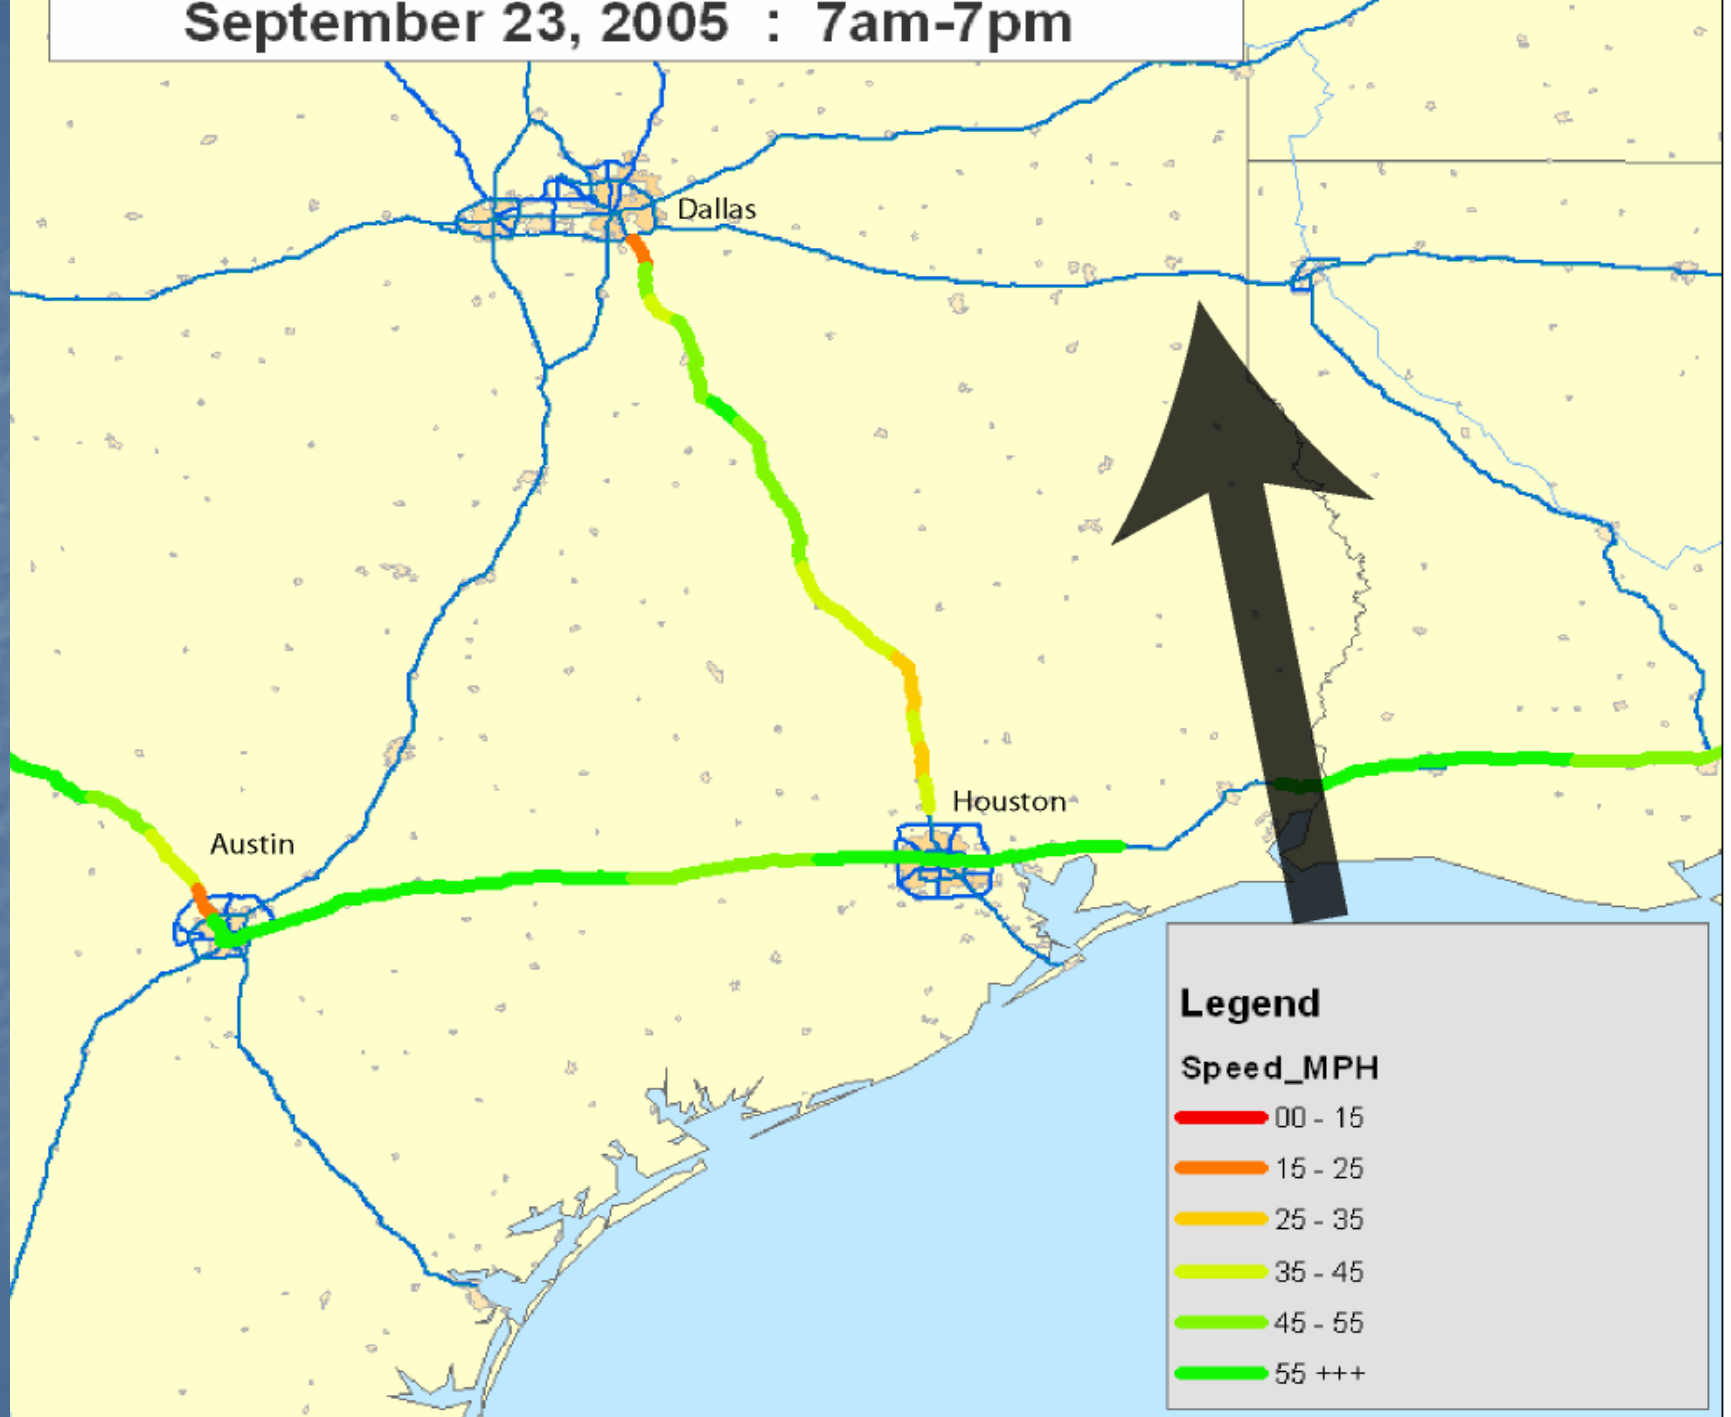 September 23, 2005 : 7am-7pm
Dallas
Houston
Austin
Legend
Speed_MPH
00 - 15
15 - 25
25 - 35
35 - 45
45 - 55
55 +++